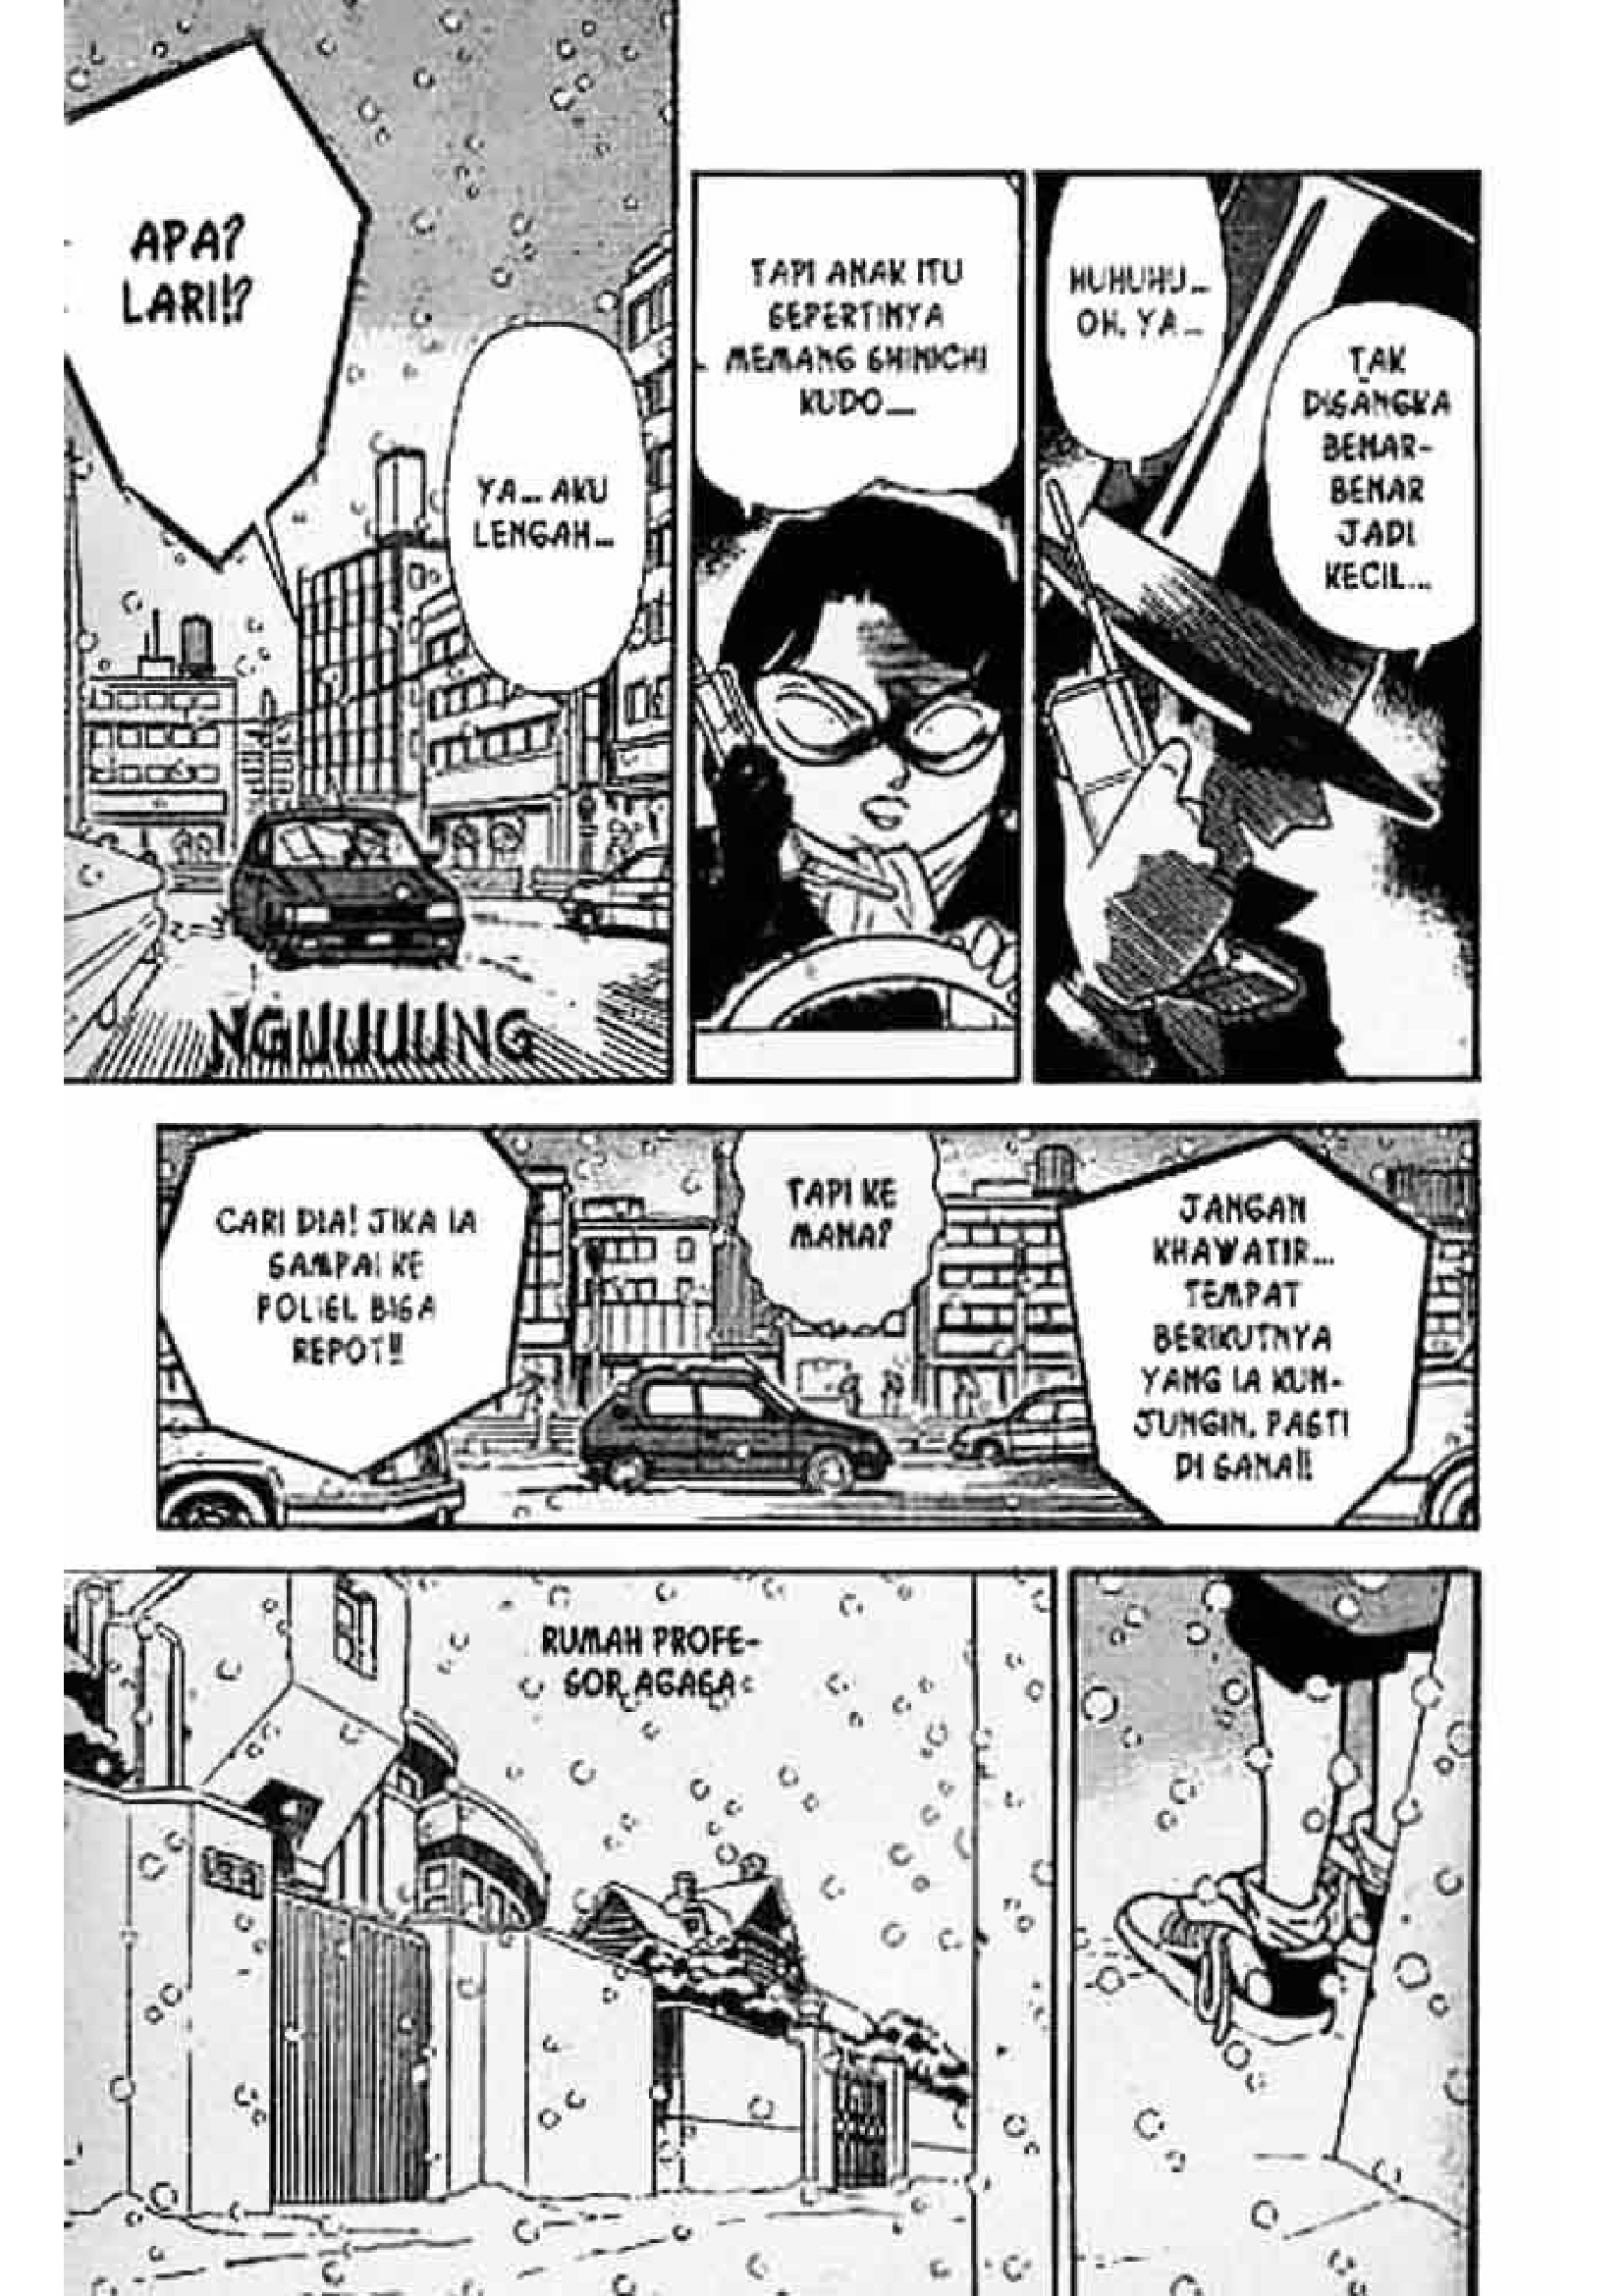 APA?
LARI!?
YA... AKU
LENGAH...
TAPI ANAK ITU
SEPERTINYA
MEMANG SHINICHI
KUDO...
HUHUHU...
OH, YA...
TAK
DISANGKA
BENAR-
BENAR
JADI
KECIL...
NGUUUUNG
CARI DIA! JIKA IA
SAMPAI KE
POLISI, BISA
REPOT!!
TAPI KE
MANA?
JANGAN
KHAWATIR...
TEMPAT
BERIKUTNYA
YANG IA KUN-
JUNGIN, PASTI
DI SANA!!
RUMAH PROFE-
SOR AGASA